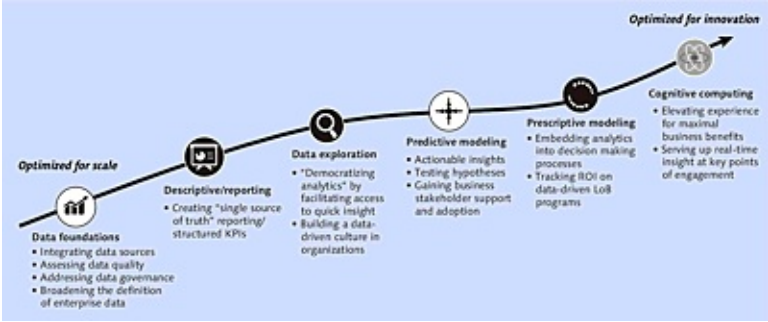 Optimized for innovation
Cognitive computing
• Elevating experience
for maximal
business benefits
• Serving up real-time
insight at key points
of engagement
Prescriptive modeling
• Embedding analytics
into decision making
processes
• Tracking ROI on
data-driven LoB
programs
Predictive modeling
• Actionable insights
• Testing hypotheses
• Gaining business
stakeholder support
and adoption
Data exploration
• "Democratizing
analytics" by
facilitating access
to quick insight
• Building a data-
driven culture in
organizations
Optimized for scale
Descriptive/reporting
• Creating "single source
of truth" reporting/
structured KPIs
Data foundations
• Integrating data sources
• Assessing data quality
• Addressing data governance
• Broadening the definition
of enterprise data